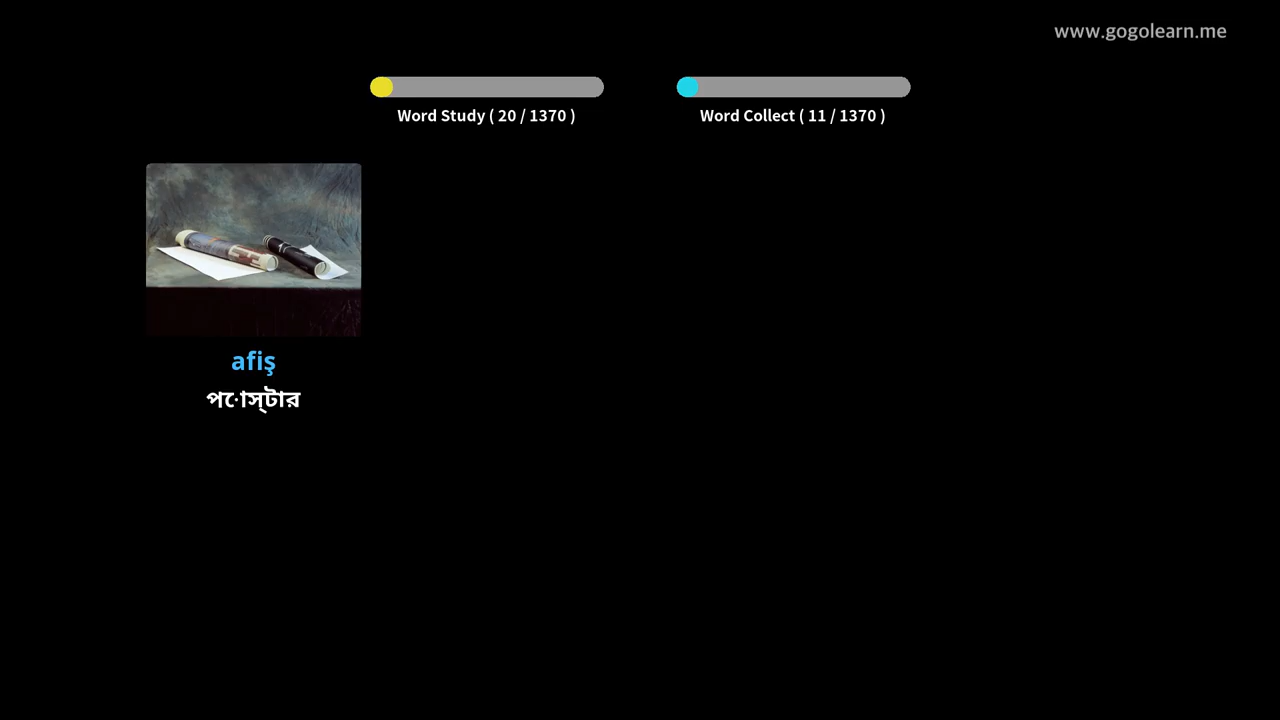 www.gogolearn.me
Word Study ( 20 / 1370 )
Word Collect ( 11 / 1370 )
afiş
পোস্টার